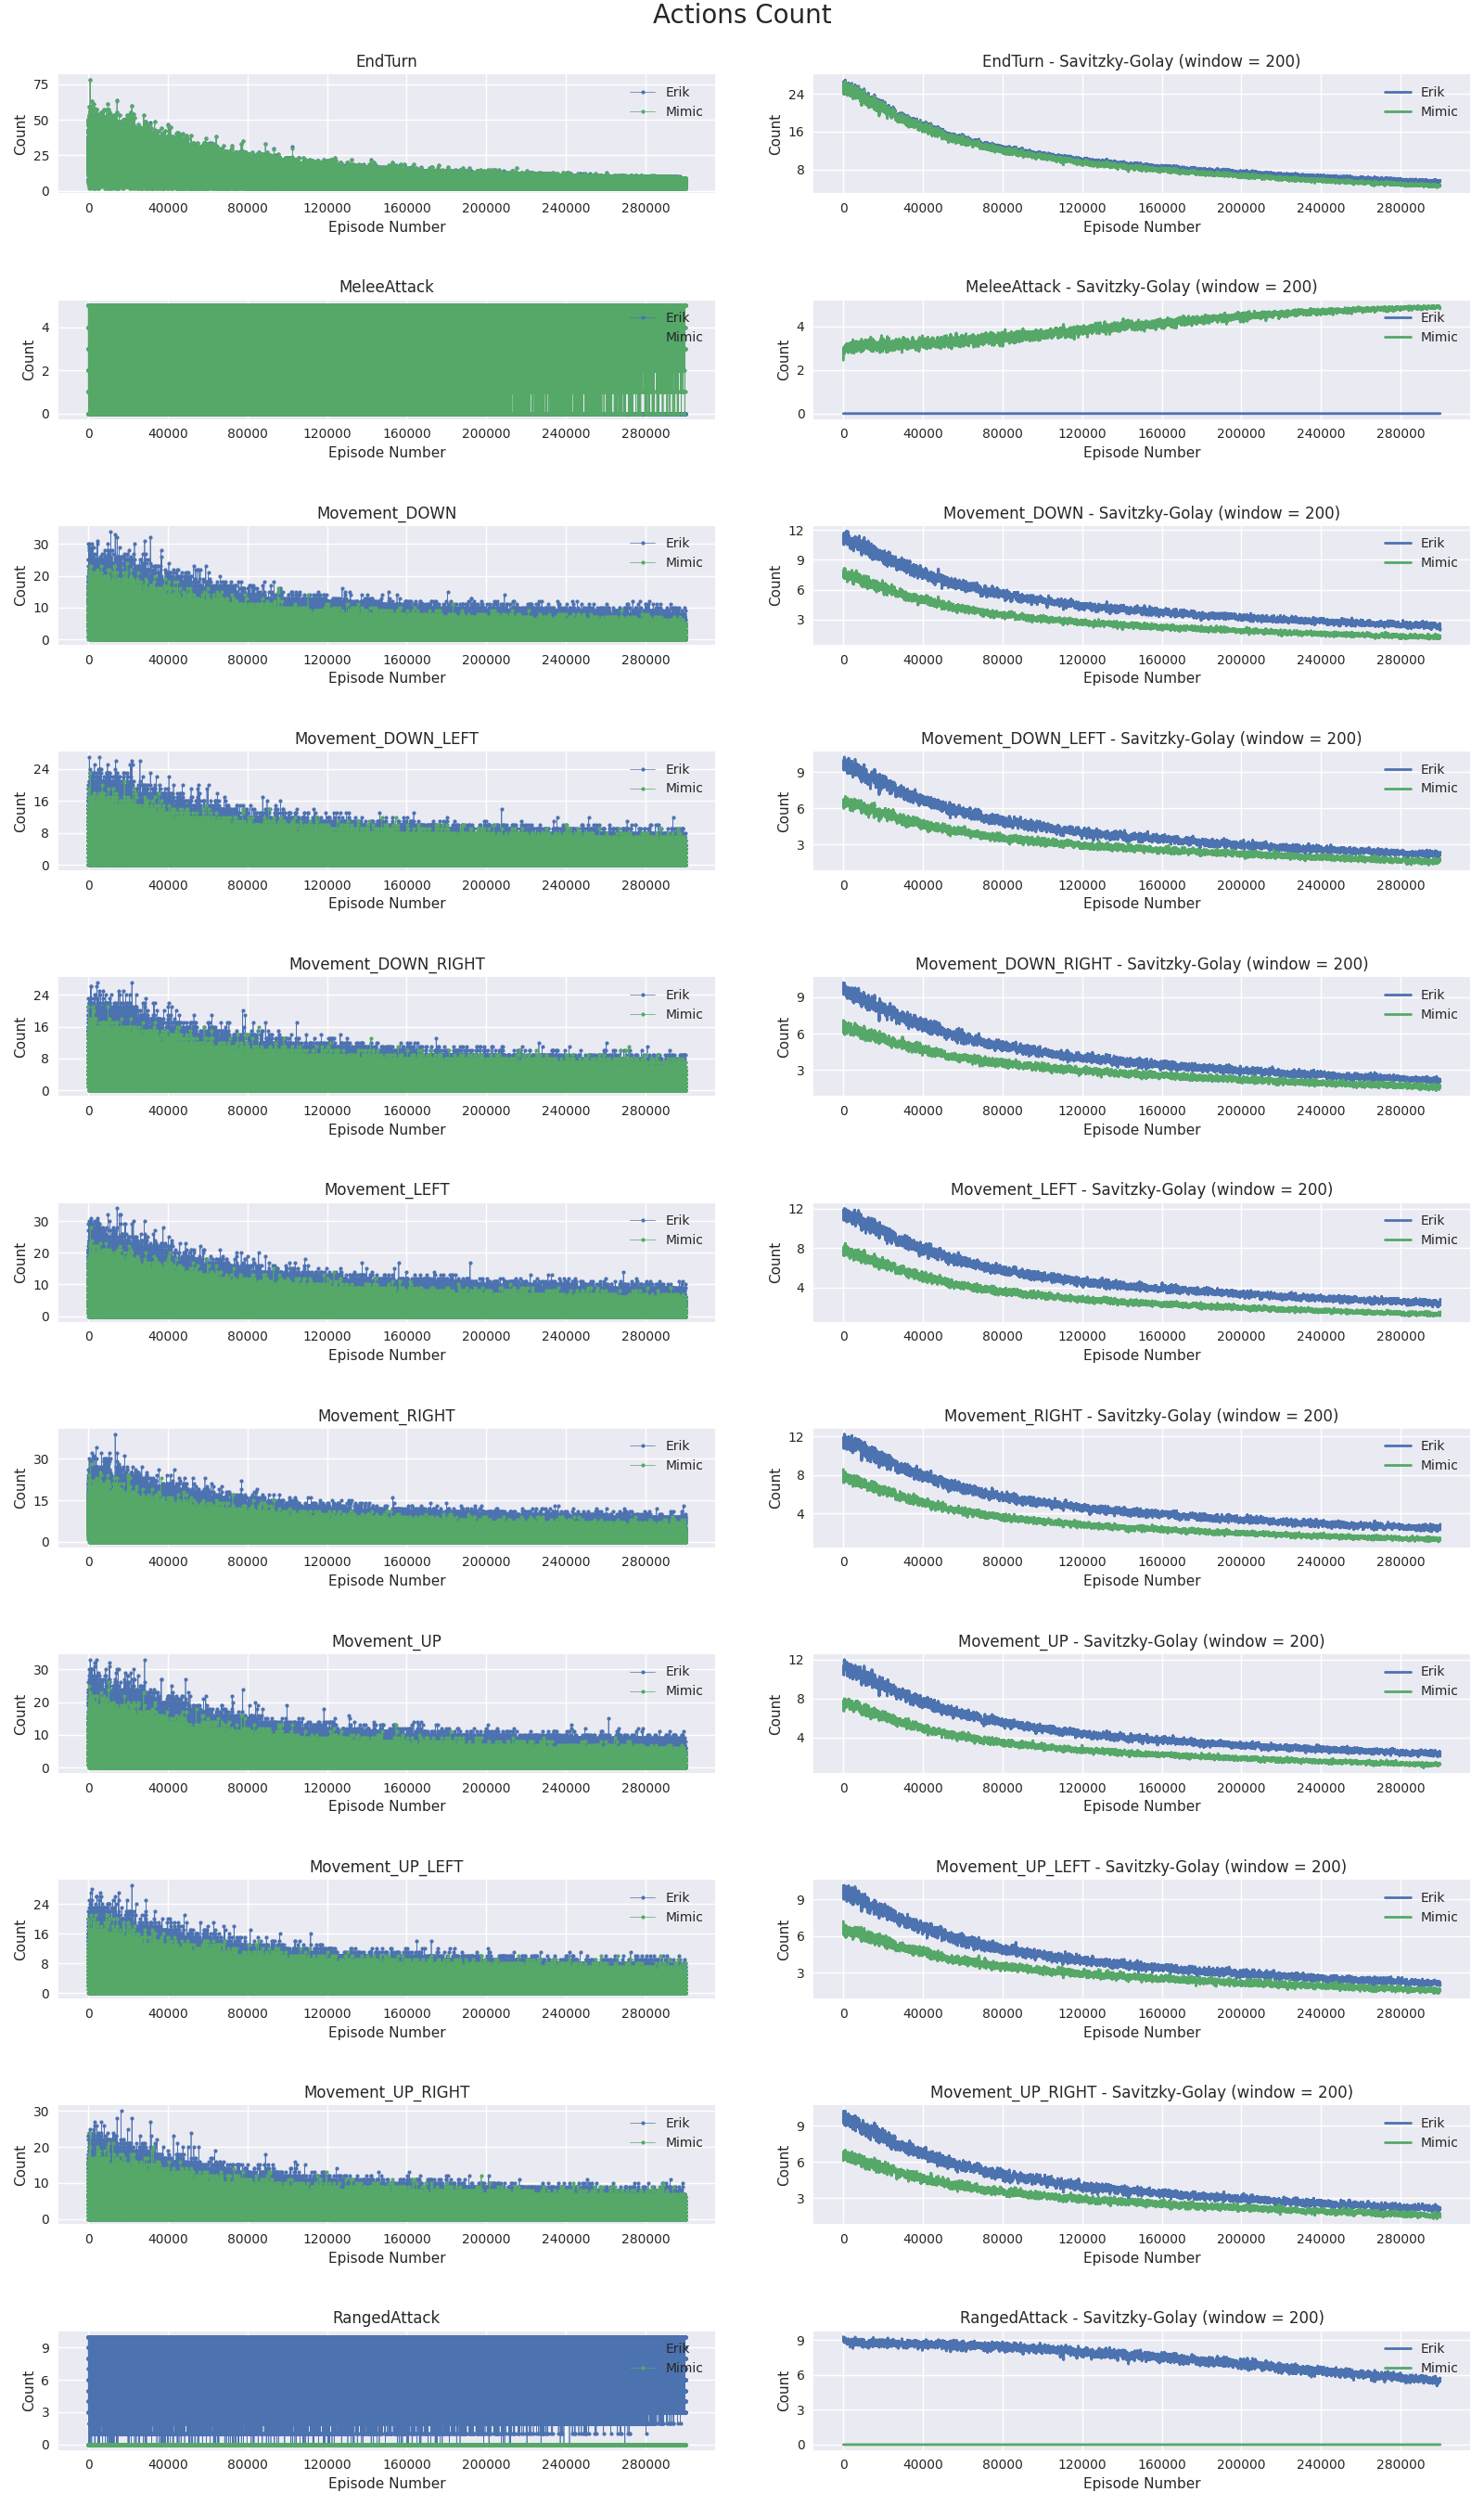 Actions Count
EndTurn
75
50
25
0
Count
Erik
Mimic
0 40000 80000 120000 160000 200000 240000 280000
Episode Number
EndTurn - Savitzky-Golay (window = 200)
24
16
8
Count
Erik
Mimic
0 40000 80000 120000 160000 200000 240000 280000
Episode Number
MeleeAttack
4
2
0
Count
Erik
Mimic
0 40000 80000 120000 160000 200000 240000 280000
Episode Number
MeleeAttack - Savitzky-Golay (window = 200)
4
2
0
Count
Erik
Mimic
0 40000 80000 120000 160000 200000 240000 280000
Episode Number
Movement_DOWN
30
20
10
0
Count
Erik
Mimic
0 40000 80000 120000 160000 200000 240000 280000
Episode Number
Movement_DOWN - Savitzky-Golay (window = 200)
12
9
6
3
Count
Erik
Mimic
0 40000 80000 120000 160000 200000 240000 280000
Episode Number
Movement_DOWN_LEFT
24
16
8
0
Count
Erik
Mimic
0 40000 80000 120000 160000 200000 240000 280000
Episode Number
Movement_DOWN_LEFT - Savitzky-Golay (window = 200)
9
6
3
Count
Erik
Mimic
0 40000 80000 120000 160000 200000 240000 280000
Episode Number
Movement_DOWN_RIGHT
24
16
8
0
Count
Erik
Mimic
0 40000 80000 120000 160000 200000 240000 280000
Episode Number
Movement_DOWN_RIGHT - Savitzky-Golay (window = 200)
9
6
3
Count
Erik
Mimic
0 40000 80000 120000 160000 200000 240000 280000
Episode Number
Movement_LEFT
30
20
10
0
Count
Erik
Mimic
0 40000 80000 120000 160000 200000 240000 280000
Episode Number
Movement_LEFT - Savitzky-Golay (window = 200)
12
8
4
Count
Erik
Mimic
0 40000 80000 120000 160000 200000 240000 280000
Episode Number
Movement_RIGHT
30
15
0
Count
Erik
Mimic
0 40000 80000 120000 160000 200000 240000 280000
Episode Number
Movement_RIGHT - Savitzky-Golay (window = 200)
12
8
4
Count
Erik
Mimic
0 40000 80000 120000 160000 200000 240000 280000
Episode Number
Movement_UP
30
20
10
0
Count
Erik
Mimic
0 40000 80000 120000 160000 200000 240000 280000
Episode Number
Movement_UP - Savitzky-Golay (window = 200)
12
8
4
Count
Erik
Mimic
0 40000 80000 120000 160000 200000 240000 280000
Episode Number
Movement_UP_LEFT
24
16
8
0
Count
Erik
Mimic
0 40000 80000 120000 160000 200000 240000 280000
Episode Number
Movement_UP_LEFT - Savitzky-Golay (window = 200)
9
6
3
Count
Erik
Mimic
0 40000 80000 120000 160000 200000 240000 280000
Episode Number
Movement_UP_RIGHT
30
20
10
0
Count
Erik
Mimic
0 40000 80000 120000 160000 200000 240000 280000
Episode Number
Movement_UP_RIGHT - Savitzky-Golay (window = 200)
9
6
3
Count
Erik
Mimic
0 40000 80000 120000 160000 200000 240000 280000
Episode Number
RangedAttack
9
6
3
0
Count
Erik
Mimic
0 40000 80000 120000 160000 200000 240000 280000
Episode Number
RangedAttack - Savitzky-Golay (window = 200)
9
6
3
0
Count
Erik
Mimic
0 40000 80000 120000 160000 200000 240000 280000
Episode Number